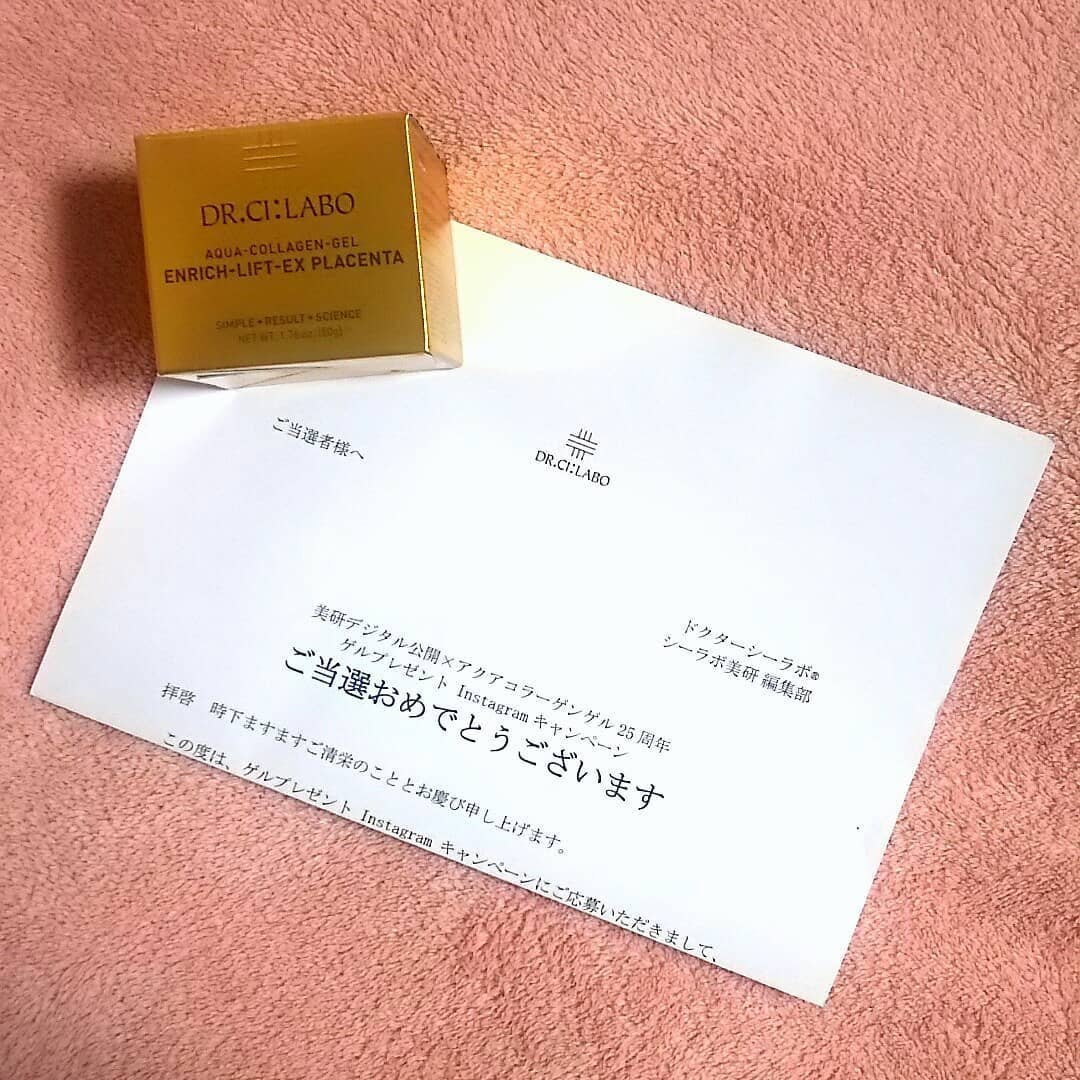 DR.CI:LABO
AQUA-COLLAGEN-GEL
ENRICH-LIFT-EX PLACENTA
SIMPLE+RESULT+SCIENCE
NET WT. 1.76 oz. (50g)
ご当選者様へ
DR.CI:LABO
ドクターシーラボ®
シーラボ美研 編集部
美研デジタル公開×アクアコラーゲンゲル 25 周年
ゲルプレゼント Instagram キャンペーン
ご当選おめでとうございます
拝啓 時下ますますご清栄のこととお慶び申し上げます。
この度は、ゲルプレゼント Instagram キャンペーンにご応募いただきまして、